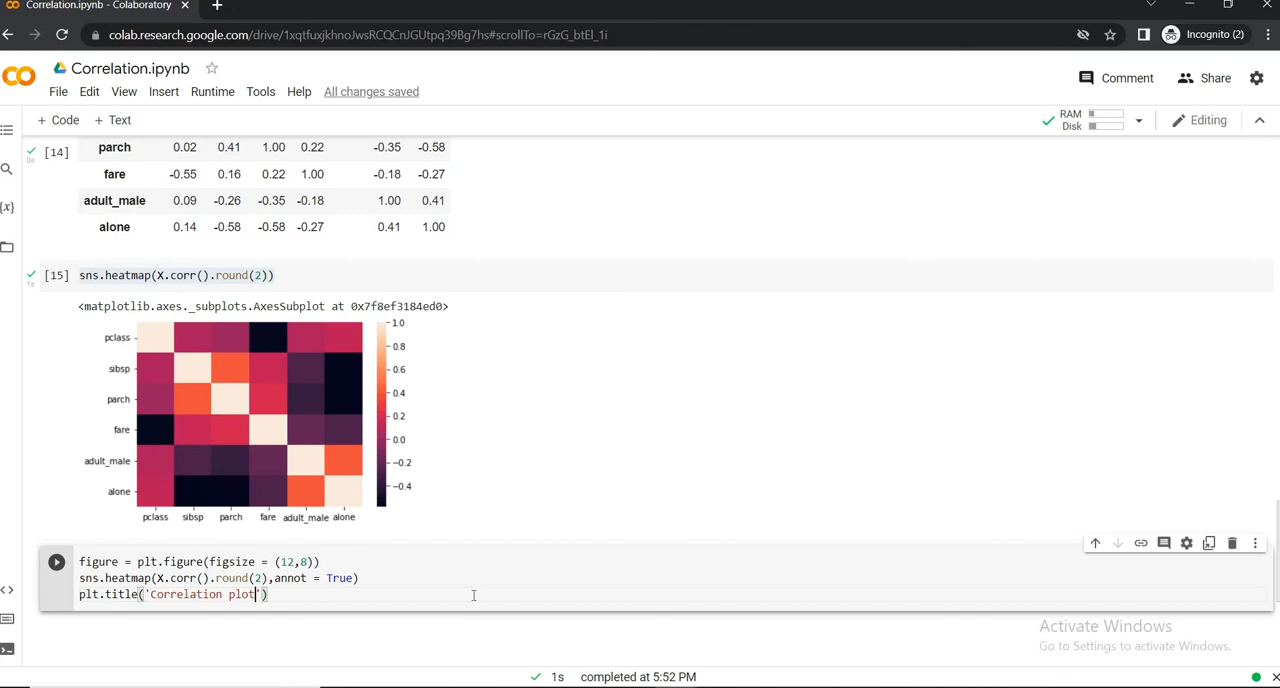 Correlation.ipynb - Colaboratory
colab.research.google.com/drive/1xqtfuxjkhnoJwsRCQCnJGUtpq39Bg7hs#scrollTo=rGzG_btEl_1i
Incognito (2)
CO Correlation.ipynb
Comment Share
File Edit View Insert Runtime Tools Help All changes saved
+ Code + Text
RAM
Disk
Editing
[14] parch 0.02 0.41 1.00 0.22 -0.35 -0.58
0s
fare -0.55 0.16 0.22 1.00 -0.18 -0.27
adult_male 0.09 -0.26 -0.35 -0.18 1.00 0.41
{x}
alone 0.14 -0.58 -0.58 -0.27 0.41 1.00
[15] sns.heatmap(X.corr().round(2))
1s
<matplotlib.axes._subplots.AxesSubplot at 0x7f8ef3184ed0>
1.0
pclass
0.8
sibsp
0.6
parch
0.4
0.2
fare
0.0
adult_male
-0.2
alone
-0.4
pclass sibsp parch fare adult_male alone
figure = plt.figure(figsize = (12,8))
sns.heatmap(X.corr().round(2),annot = True)
plt.title('Correlation plot')
Activate Windows
Go to Settings to activate Windows.
1s completed at 5:52 PM